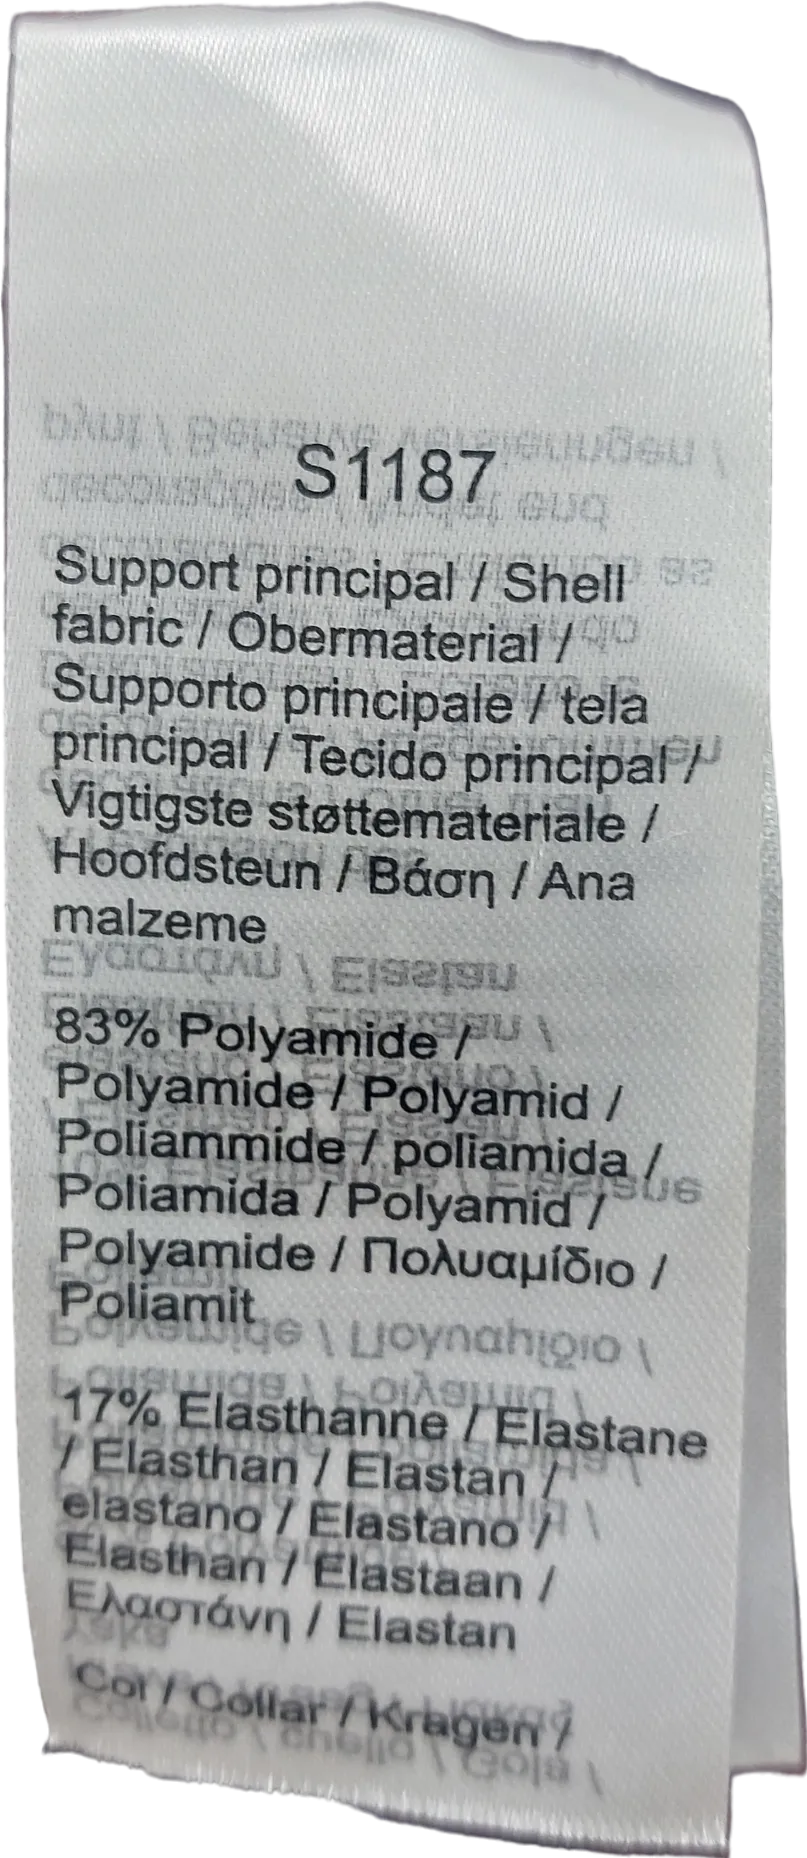 S1187
Support principal / Shell
fabric / Obermaterial /
Supporto principale / tela
principal / Tecido principal /
Vigtigste støttemateriale /
Hoofdsteun / Βάση / Ana
malzeme
83% Polyamide /
Polyamide / Polyamid /
Poliammide / poliamida /
Poliamida / Polyamid /
Polyamide / Πολυαμίδιο /
Poliamit
17% Elasthanne / Elastane
/ Elasthan / Elastan /
elastano / Elastano /
Elasthan / Elastaan /
Ελαστάνη / Elastan
Col / Collar / Kragen /